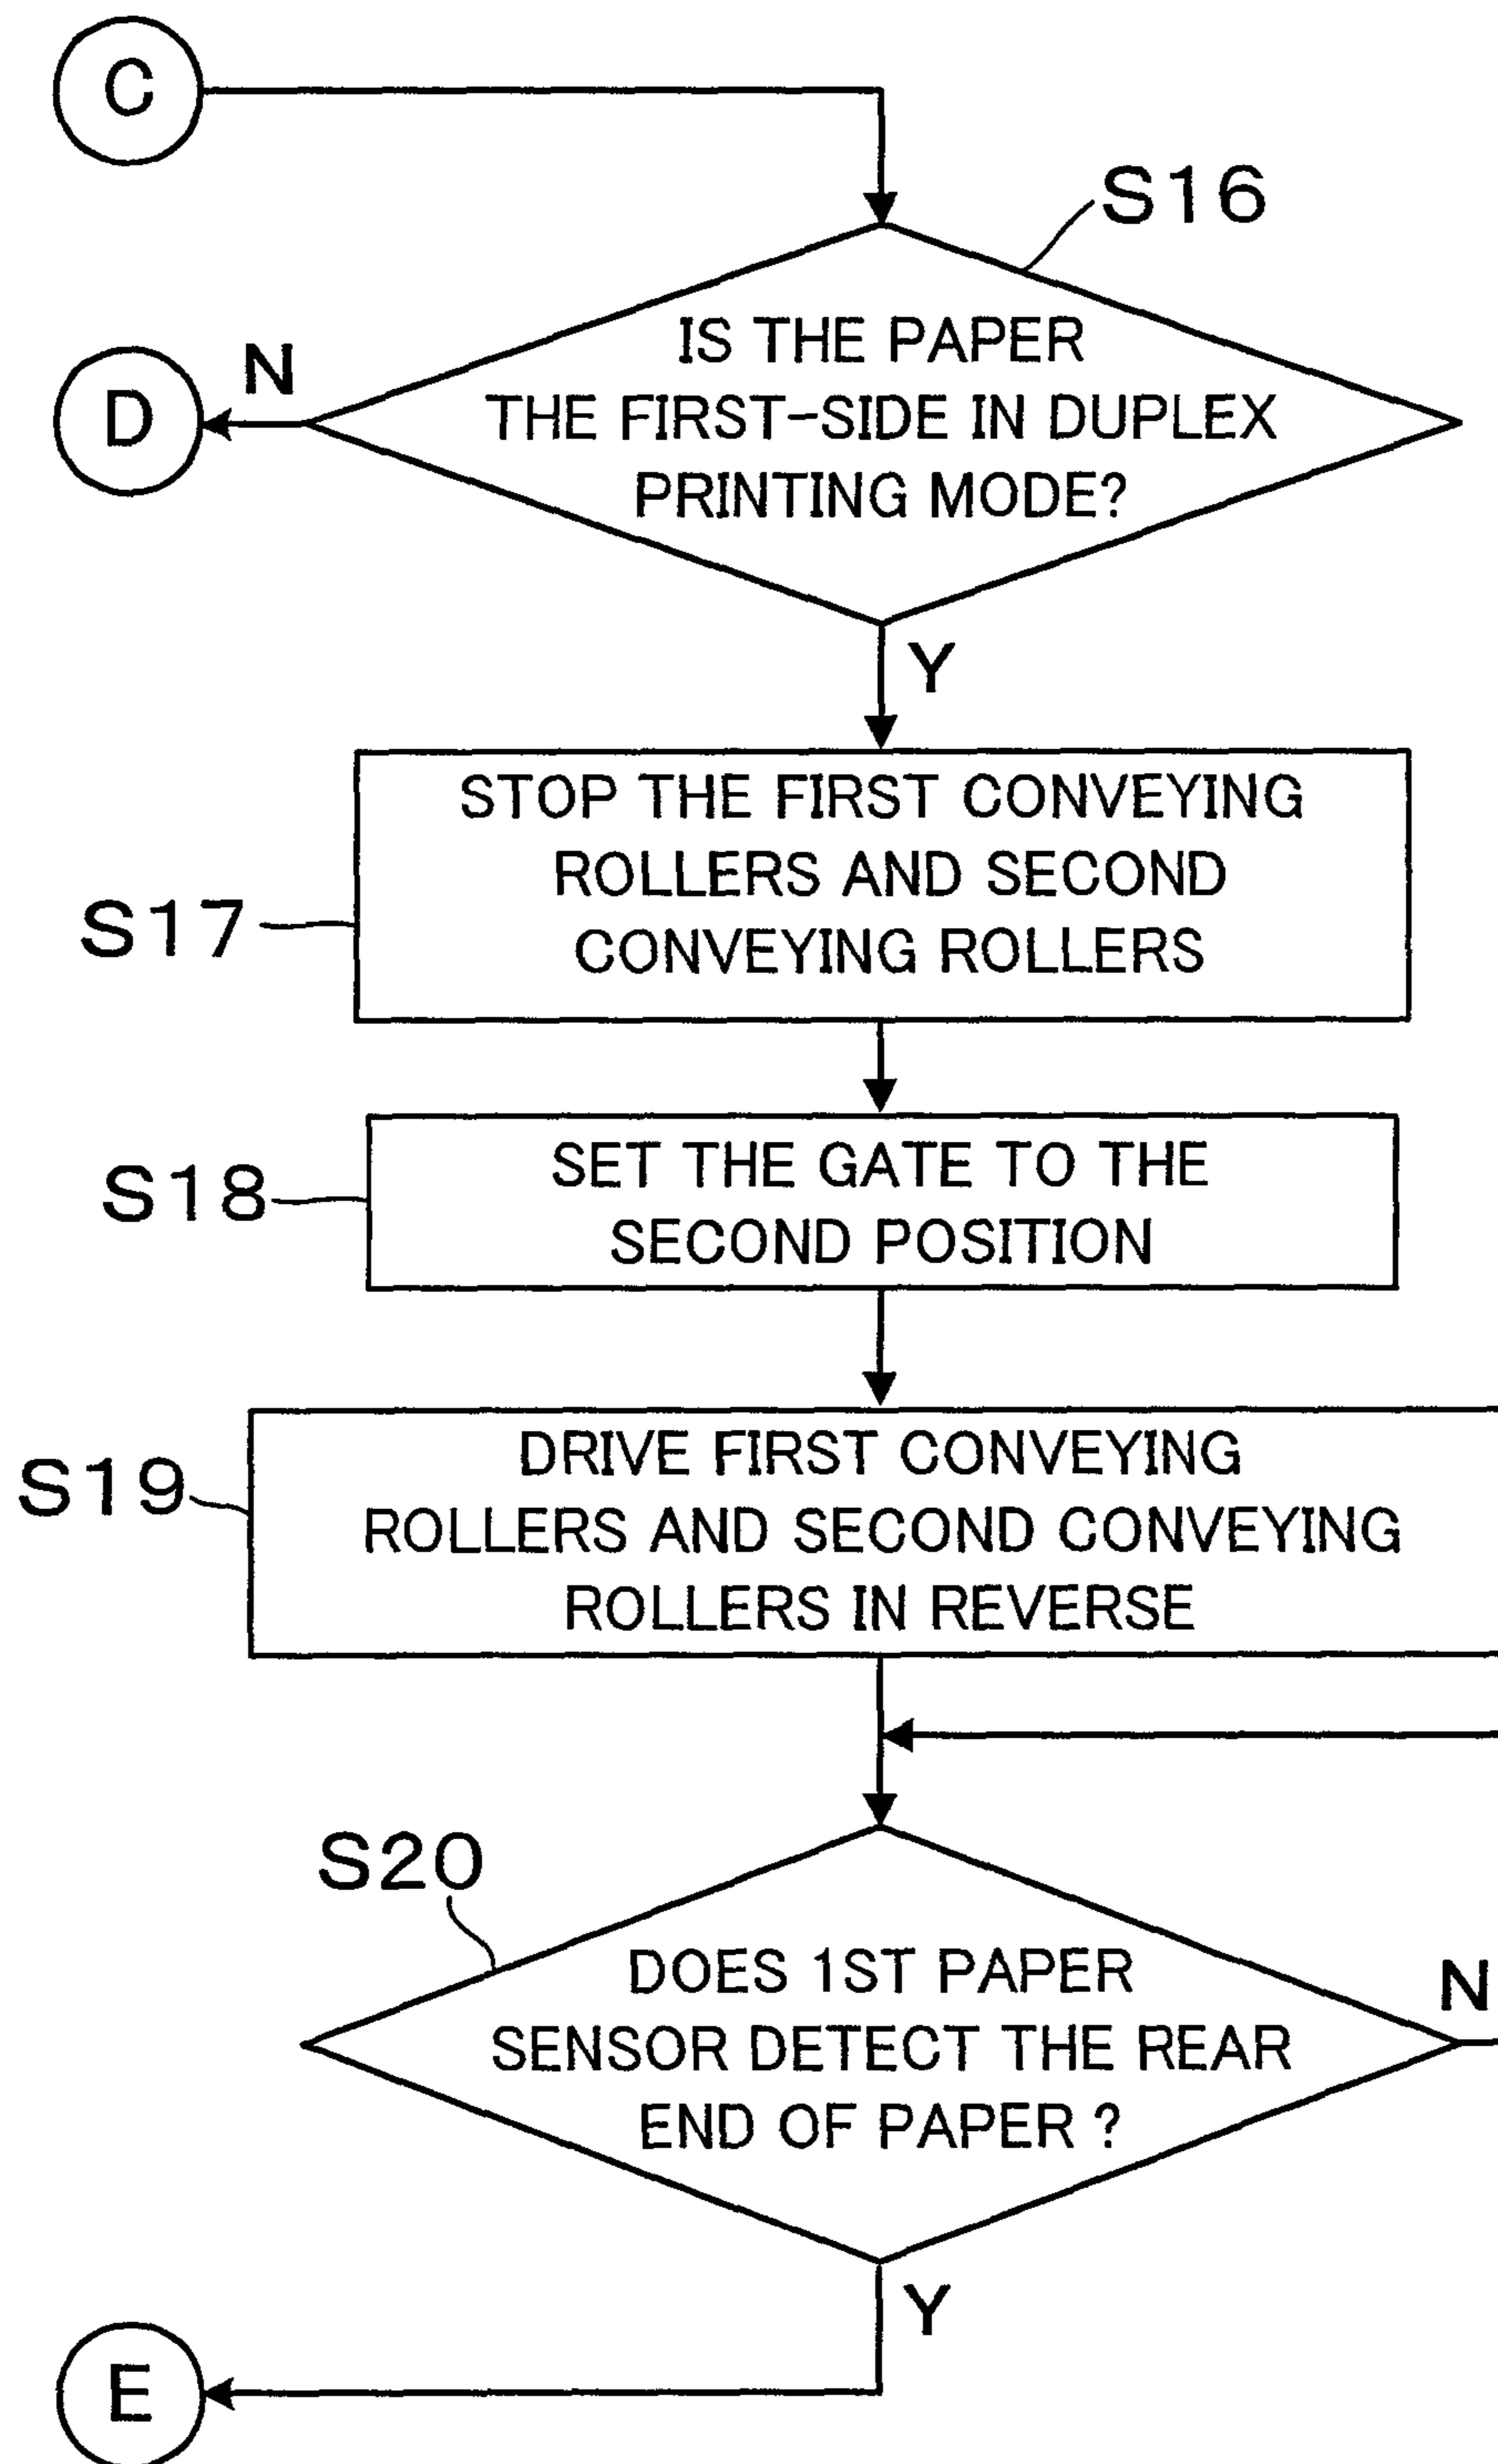 C
S16
IS THE PAPER
THE FIRST-SIDE IN DUPLEX
PRINTING MODE?
N
D
Y
STOP THE FIRST CONVEYING
ROLLERS AND SECOND
CONVEYING ROLLERS
S17
SET THE GATE TO THE
SECOND POSITION
S18
DRIVE FIRST CONVEYING
ROLLERS AND SECOND CONVEYING
ROLLERS IN REVERSE
S19
S20
DOES 1ST PAPER
SENSOR DETECT THE REAR
END OF PAPER ?
N
Y
E